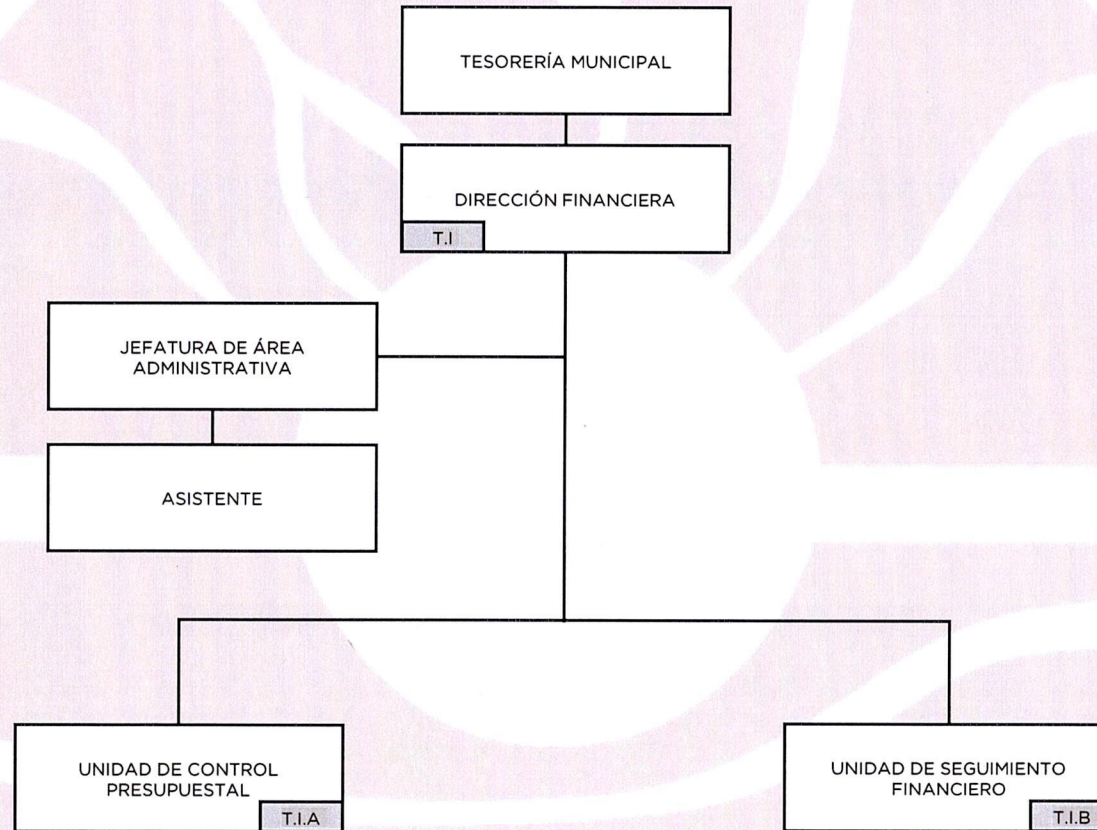 TESORERÍA MUNICIPAL
DIRECCIÓN FINANCIERA
T.I
JEFATURA DE ÁREA
ADMINISTRATIVA
ASISTENTE
UNIDAD DE CONTROL
PRESUPUESTAL
T.I.A
UNIDAD DE SEGUIMIENTO
FINANCIERO
T.I.B